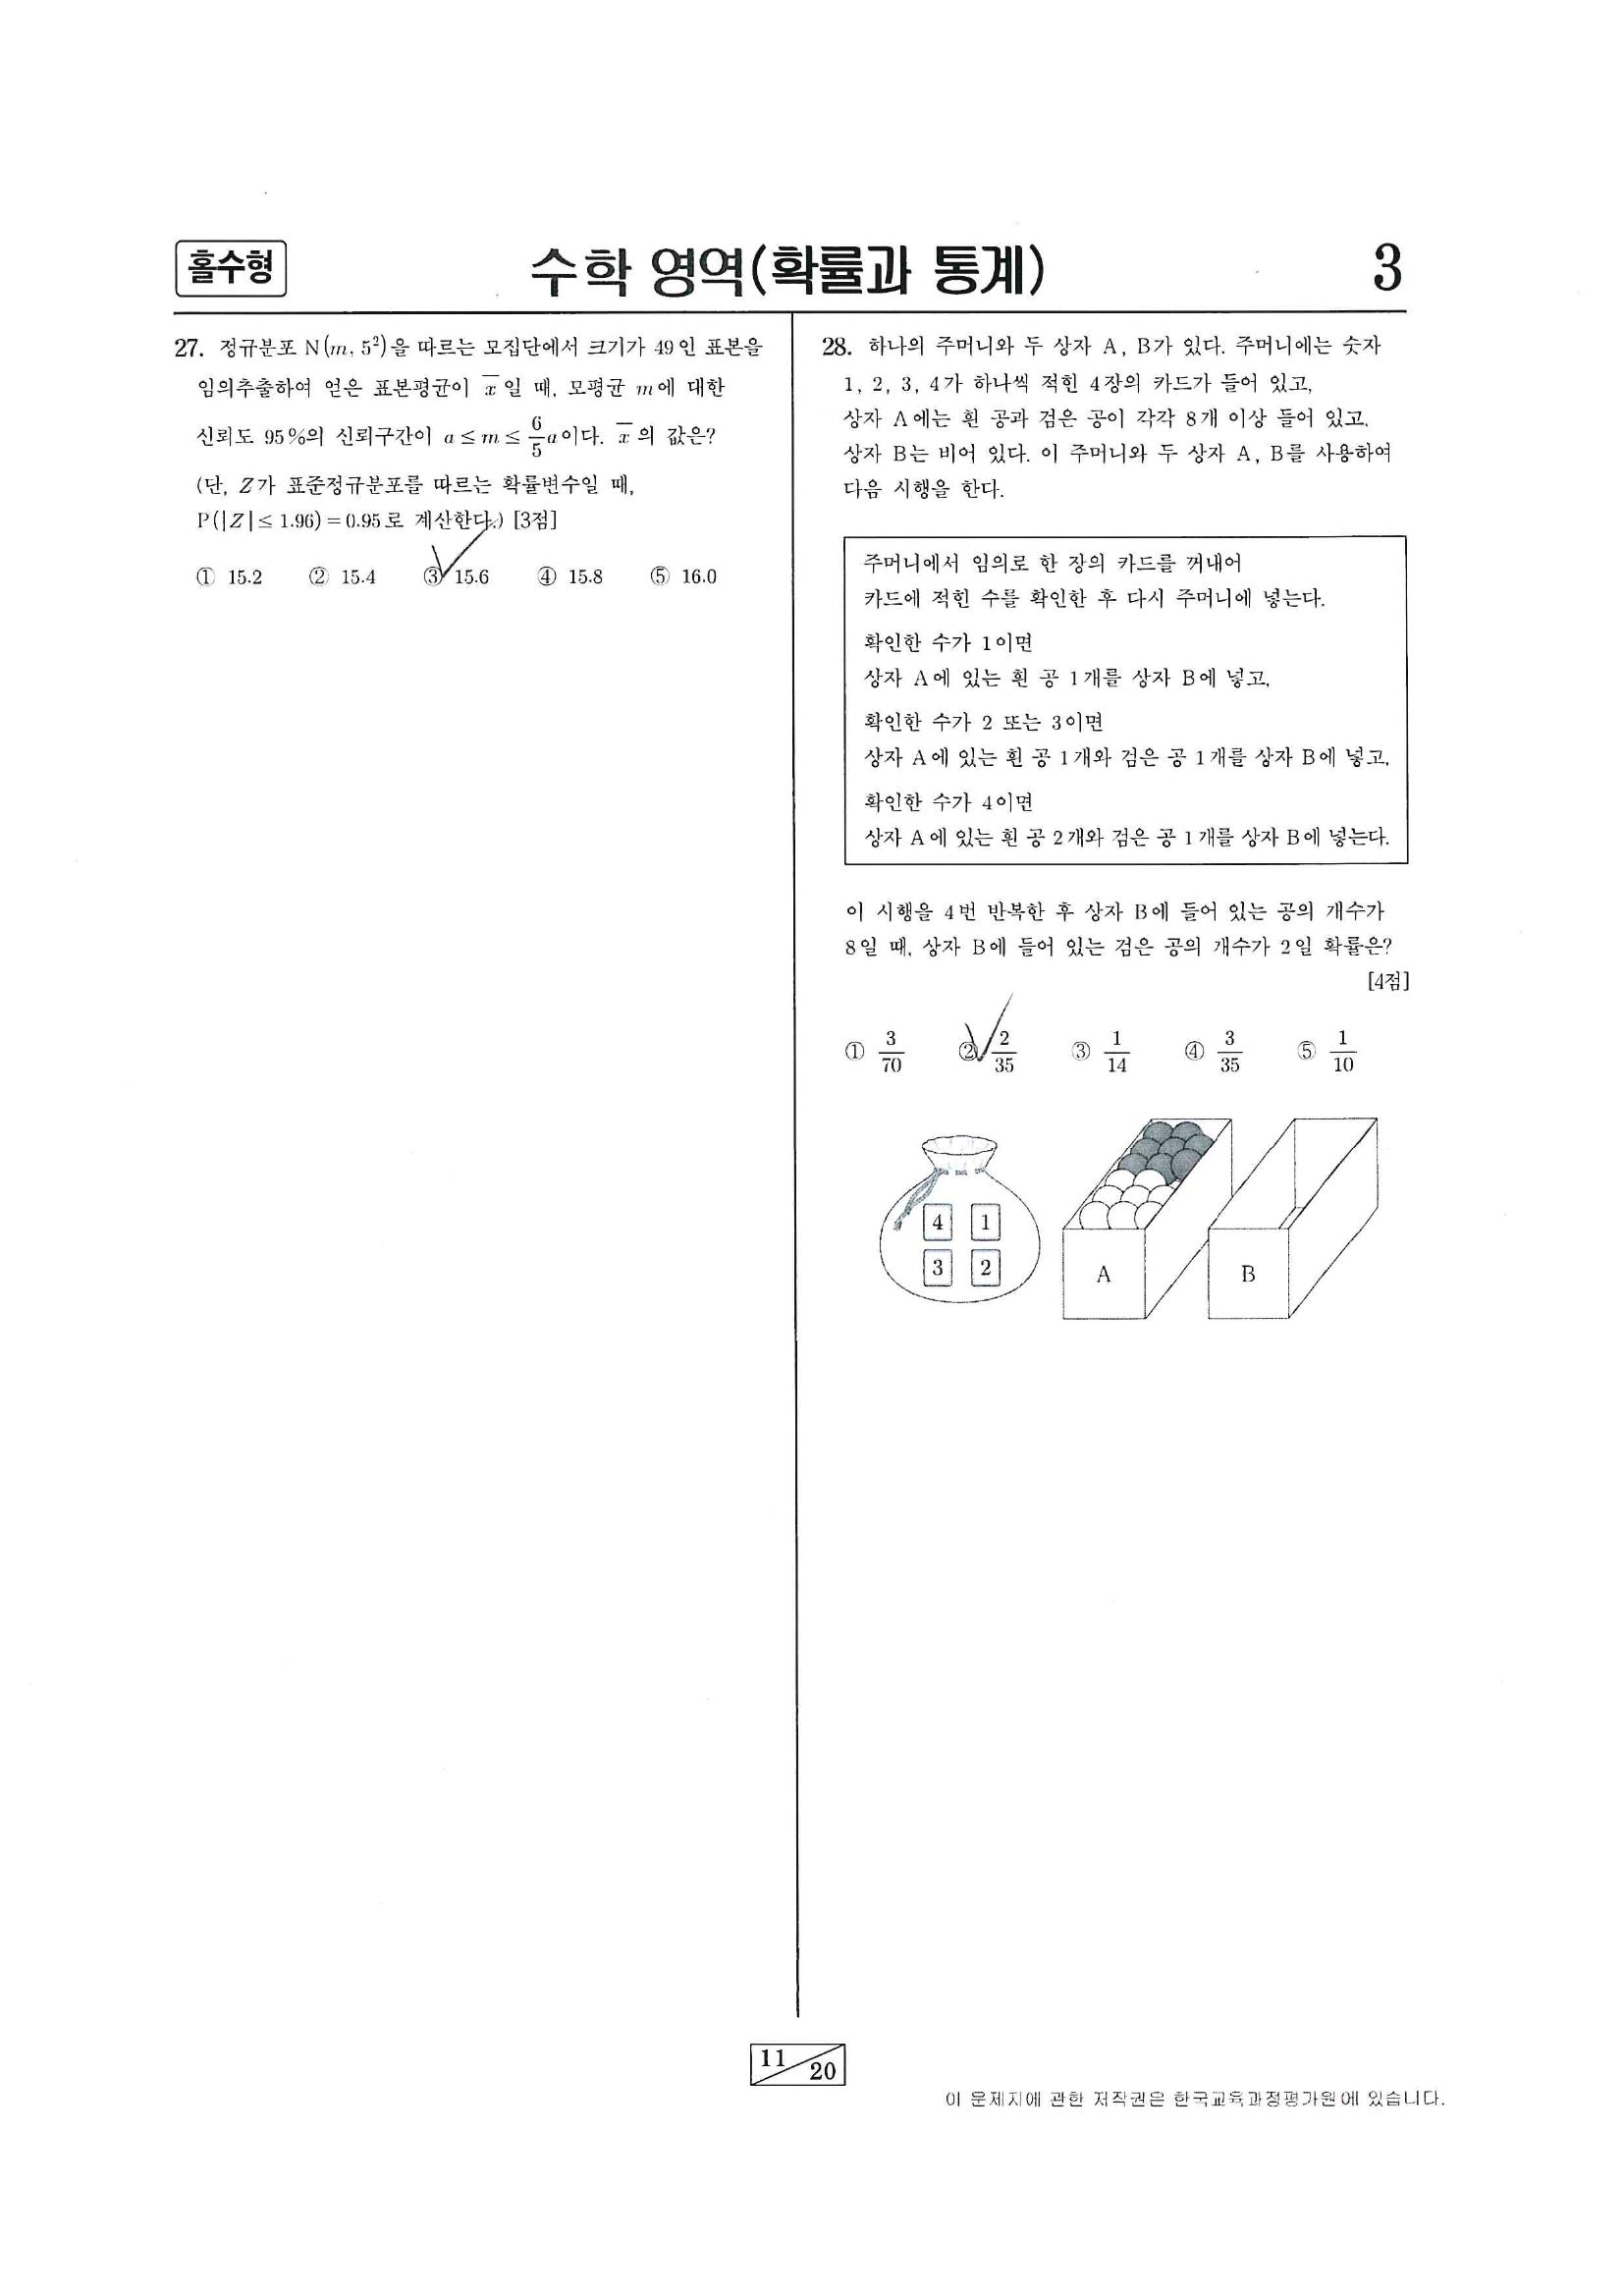 홀수형
수학 영역(확률과 통계)
3
27. 정규분포 N(m, 5²)을 따르는 모집단에서 크기가 49인 표본을
임의추출하여 얻은 표본평균이 x̄일 때, 모평균 m에 대한
신뢰도 95%의 신뢰구간이 a ≤ m ≤ 6/5 a이다. x̄의 값은?
(단, Z가 표준정규분포를 따르는 확률변수일 때,
P(|Z| ≤ 1.96) = 0.95로 계산한다.) [3점]
① 15.2 ② 15.4 ③ 15.6 ④ 15.8 ⑤ 16.0
28. 하나의 주머니와 두 상자 A, B가 있다. 주머니에는 숫자
1, 2, 3, 4가 하나씩 적힌 4장의 카드가 들어 있고,
상자 A에는 흰 공과 검은 공이 각각 8개 이상 들어 있고,
상자 B는 비어 있다. 이 주머니와 두 상자 A, B를 사용하여
다음 시행을 한다.
주머니에서 임의로 한 장의 카드를 꺼내어
카드에 적힌 수를 확인한 후 다시 주머니에 넣는다.
확인한 수가 1이면
상자 A에 있는 흰 공 1개를 상자 B에 넣고,
확인한 수가 2 또는 3이면
상자 A에 있는 흰 공 1개와 검은 공 1개를 상자 B에 넣고,
확인한 수가 4이면
상자 A에 있는 흰 공 2개와 검은 공 1개를 상자 B에 넣는다.
이 시행을 4번 반복한 후 상자 B에 들어 있는 공의 개수가
8일 때, 상자 B에 들어 있는 검은 공의 개수가 2일 확률은?
[4점]
① 3/70 ② 2/35 ③ 1/14 ④ 3/35 ⑤ 1/10
4 1
3 2
A
B
11/20
이 문제지에 관한 저작권은 한국교육과정평가원에 있습니다.